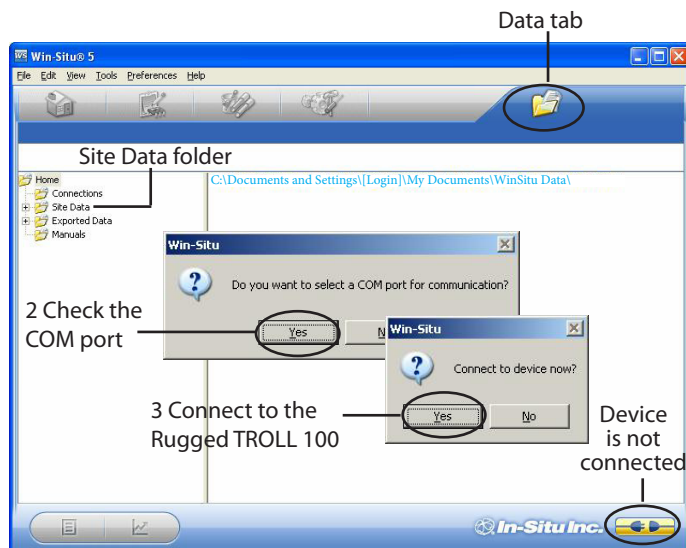 Data tab
Win-Situ® 5
File Edit View Tools Preferences Help
Site Data folder
Home
Connections
Site Data
Exported Data
Manuals
C:\Documents and Settings\[Login]\My Documents\WinSitu Data\
Win-Situ
Do you want to select a COM port for communication?
Yes
2 Check the
COM port
Win-Situ
Connect to device now?
Yes No
3 Connect to the
Rugged TROLL 100
Device
is not
connected
In-Situ Inc.